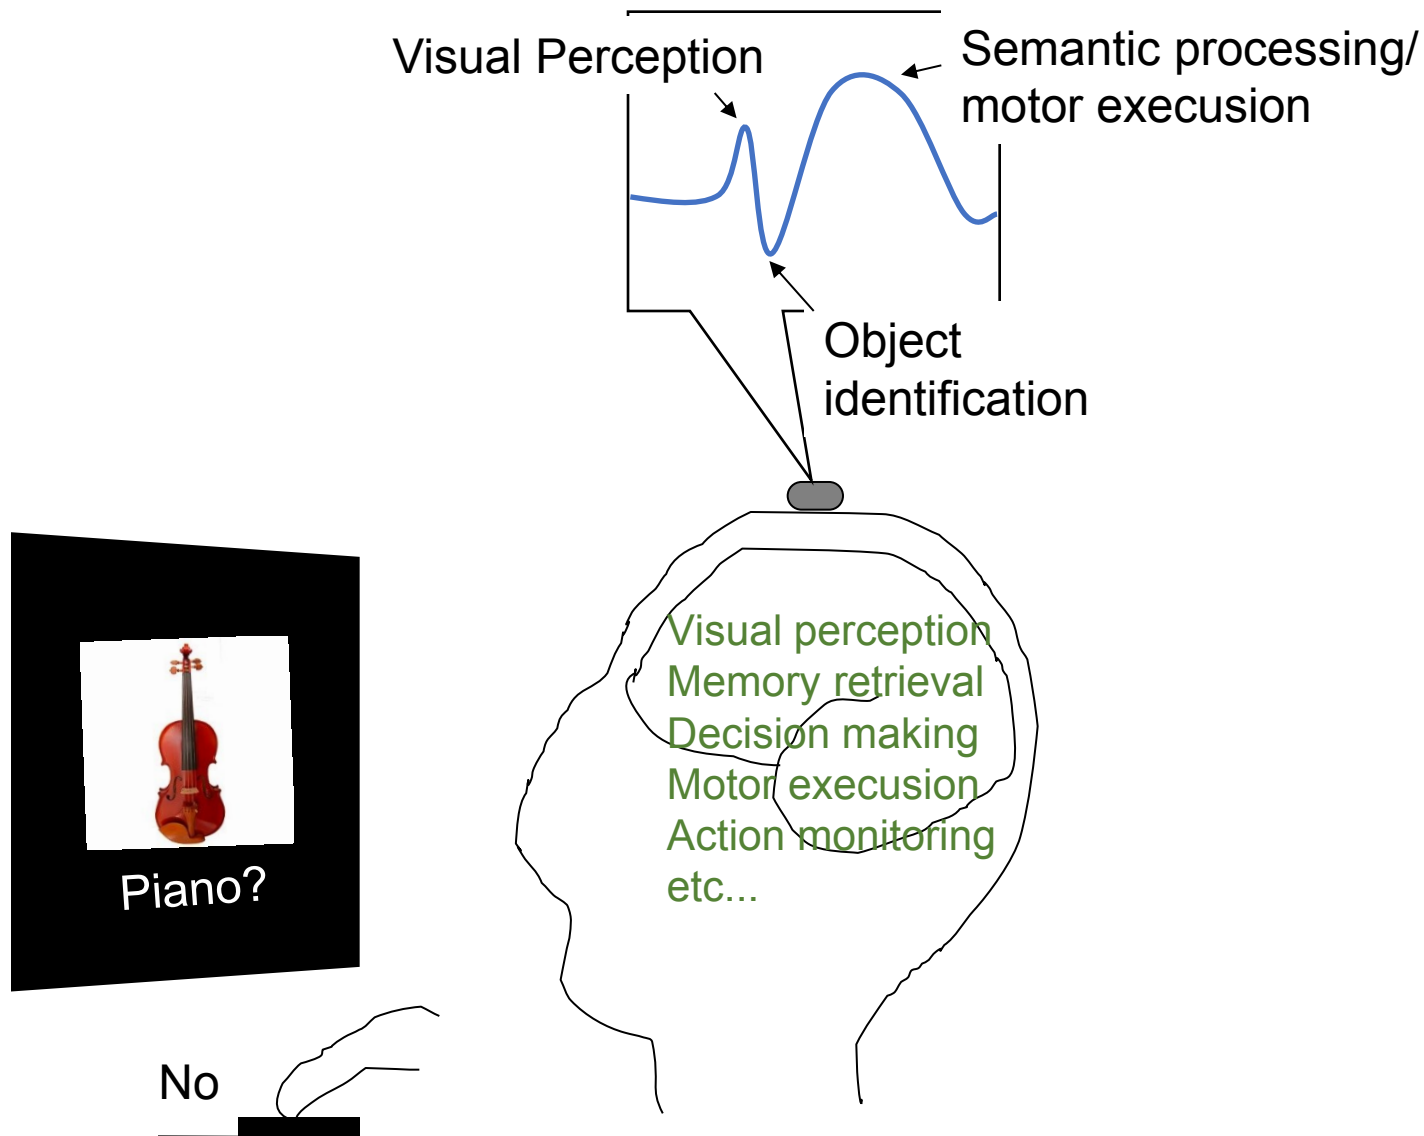 Visual Perception
Semantic processing/
motor execusion
Object
identification
Visual perception
Memory retrieval
Decision making
Motor execusion
Action monitoring
etc...
Piano?
No